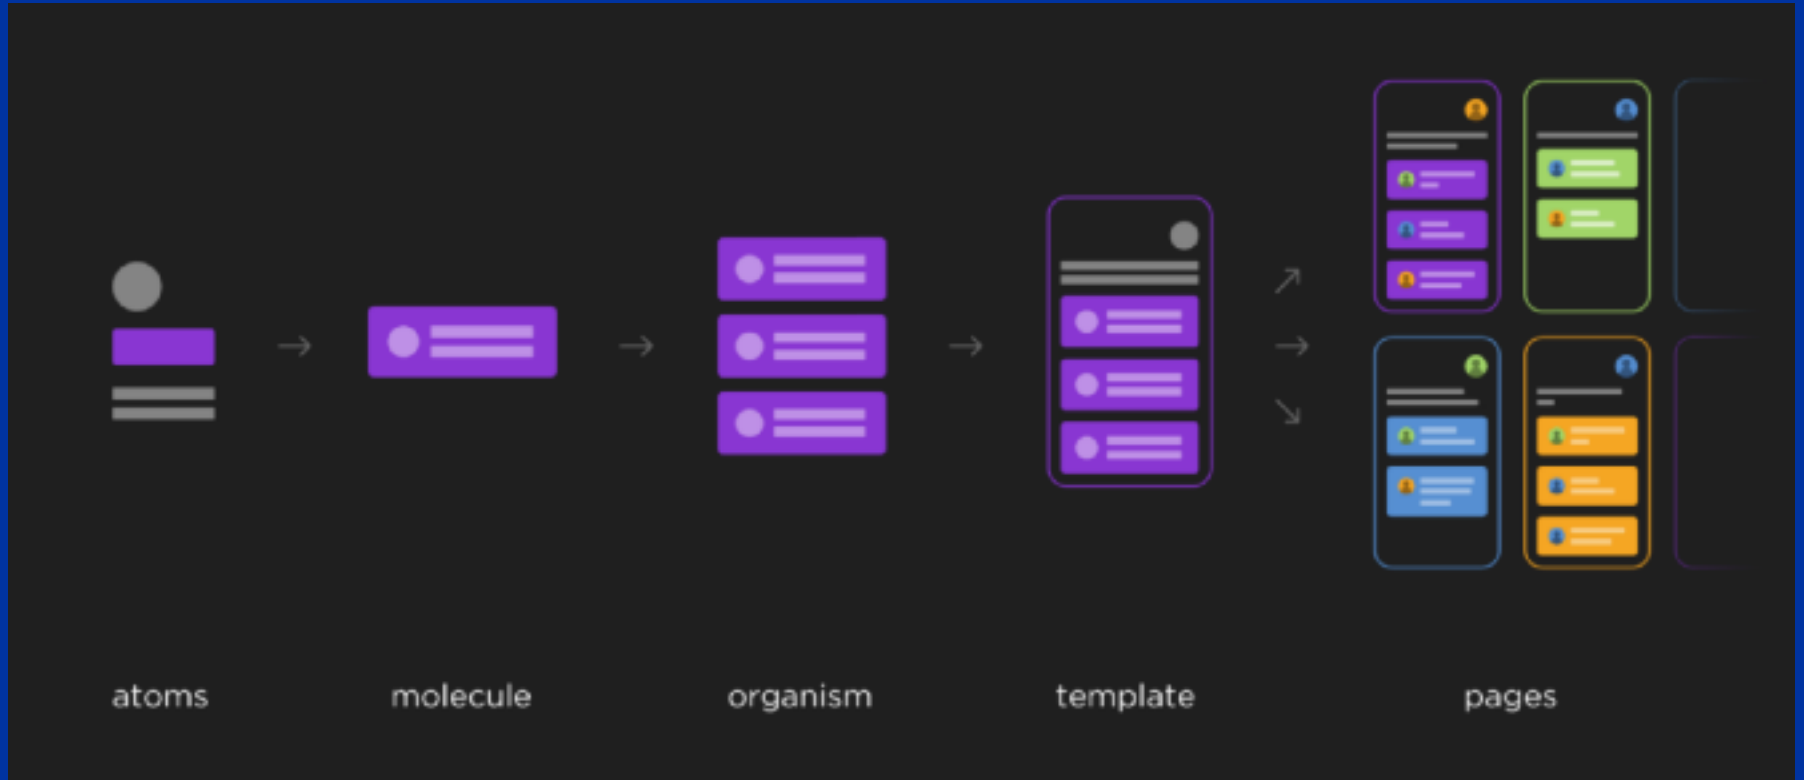 atoms
molecule
organism
template
pages